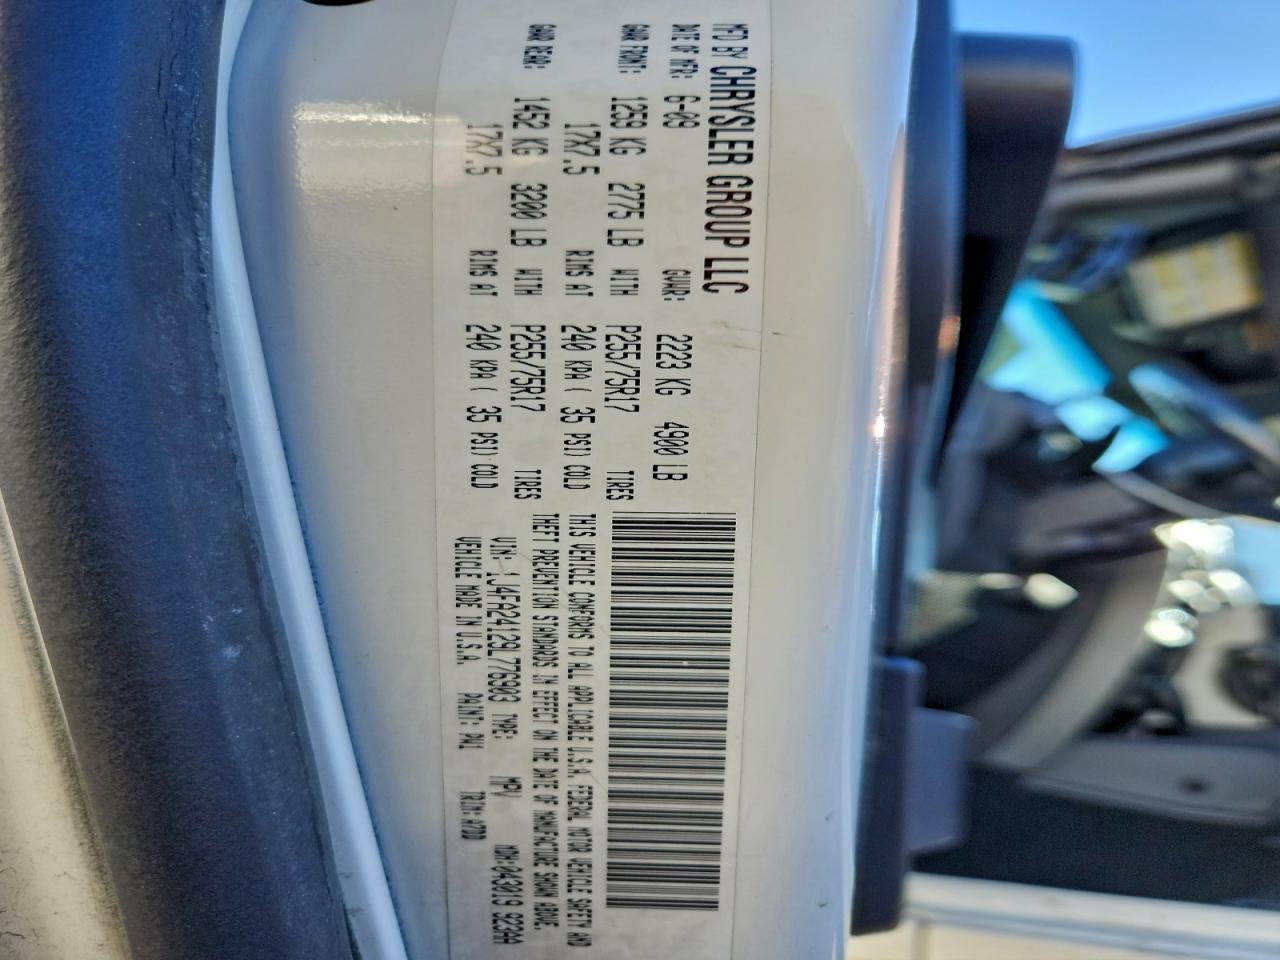 MFD BY CHRYSLER GROUP LLC
DATE OF MFR: 6-09 GVWR: 2223 KG 4900 LB
GAWR FRONT: 1259 KG 2775 LB WITH P255/75R17 TIRES
17X7.5 RIMS AT 240 KPA ( 35 PSI) COLD
GAWR REAR: 1452 KG 3200 LB WITH P255/75R17 TIRES
17X7.5 RIMS AT 240 KPA ( 35 PSI) COLD
THIS VEHICLE CONFORMS TO ALL APPLICABLE U.S.A. FEDERAL MOTOR VEHICLE SAFETY AND
THEFT PREVENTION STANDARDS IN EFFECT ON THE DATE OF MANUFACTURE SHOWN ABOVE.
VIN: 1J4FA24129L776903 TYPE: MPV MDH: 043019 923AA
VEHICLE MADE IN U.S.A. PAINT: PW1 TRIM: A7DD